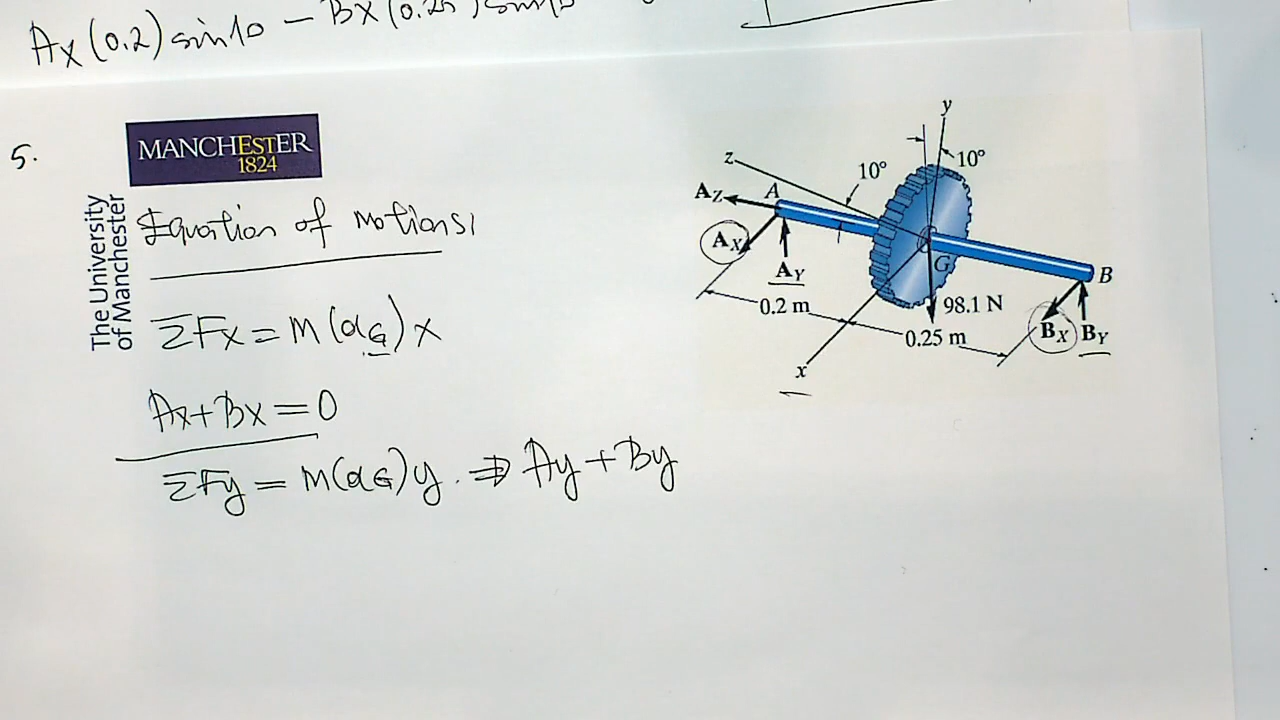 Ax (0.2) sin10 - Bx (0.25) sin10
5.
MANCHESTER
1824
The University
of Manchester
Equation of Motions,
ΣFx = m(aG)x
Ax + Bx = 0
ΣFy = m(aG)y. ⇒ Ay + By
y
10°
z
10°
AZ
A
AX
AY
G
B
0.2 m
98.1 N
0.25 m
BX
BY
x